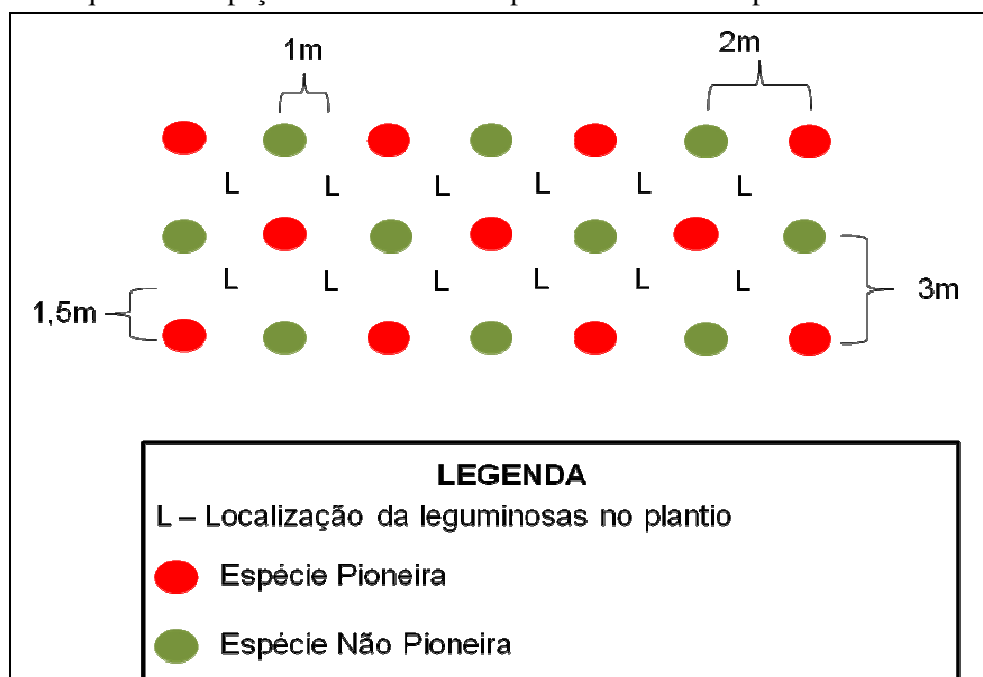 1m
2m
L L L L L L
L L L L L L
1,5m
3m
LEGENDA
L – Localização da leguminosas no plantio
Espécie Pioneira
Espécie Não Pioneira